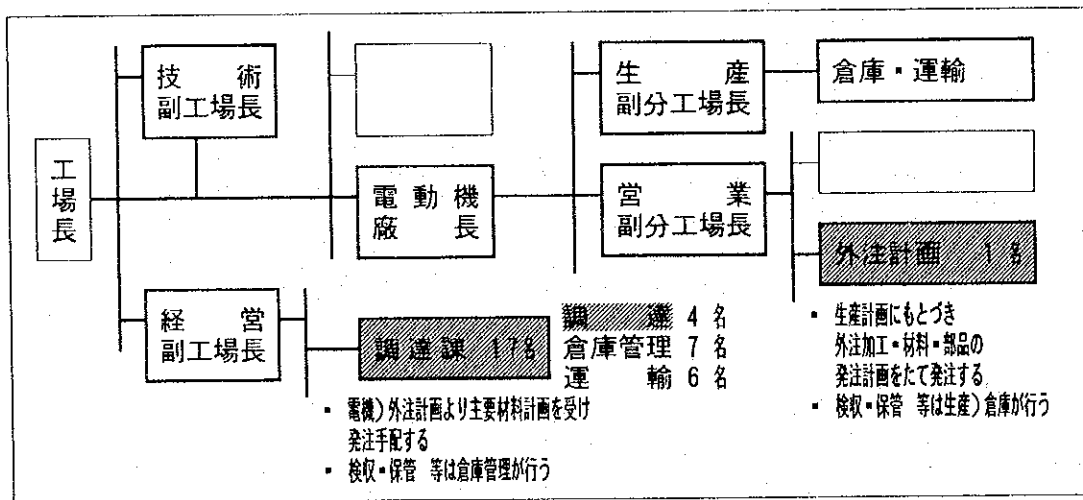 工場長
技術
副工場長
経営
副工場長
調達課 17名
調達 4名
倉庫管理 7名
運輸 6名
・ 電機）外注計画より主要材料計画を受け
発注手配する
・ 検収・保管 等は倉庫管理が行う
電動機
廠長
生産
副分工場長
営業
副分工場長
倉庫・運輸
外注計画 1名
・ 生産計画にもとづき
外注加工・材料・部品の
発注計画をたて発注する
・ 検収・保管 等は生産）倉庫が行う